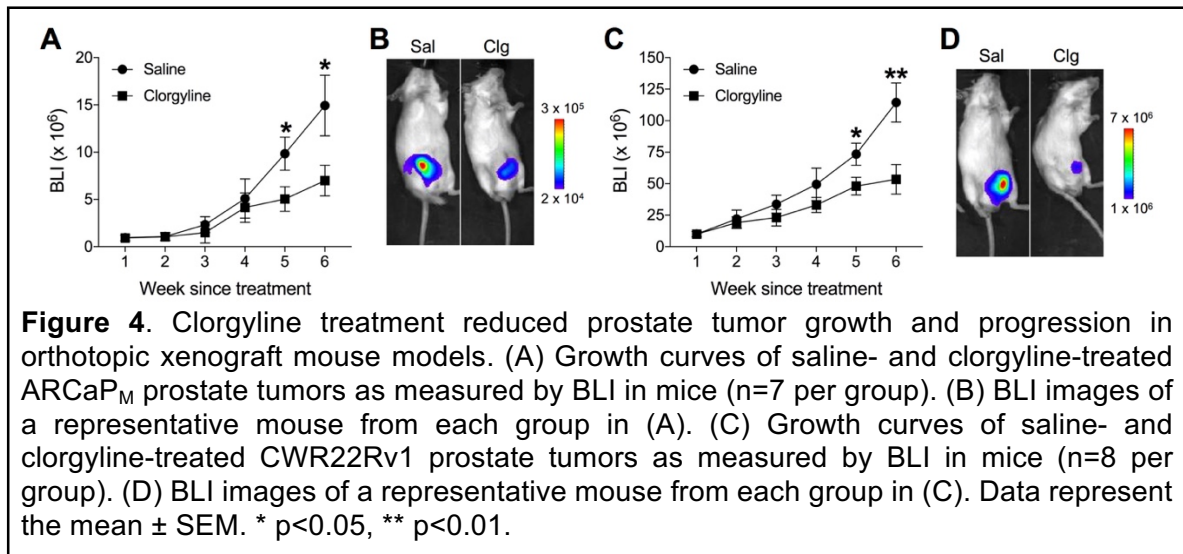 A
20
15
10
5
0
BLI (x 10⁶)
Saline
Clorgyline
*
*
1 2 3 4 5 6
Week since treatment
B
Sal Clg
3 x 10⁵
2 x 10⁴
C
150
125
100
75
50
25
0
BLI (x 10⁶)
Saline
Clorgyline
*
**
1 2 3 4 5 6
Week since treatment
D
Sal Clg
7 x 10⁶
1 x 10⁶
Figure 4. Clorgyline treatment reduced prostate tumor growth and progression in
orthotopic xenograft mouse models. (A) Growth curves of saline- and clorgyline-treated
ARCaPM prostate tumors as measured by BLI in mice (n=7 per group). (B) BLI images of
a representative mouse from each group in (A). (C) Growth curves of saline- and
clorgyline-treated CWR22Rv1 prostate tumors as measured by BLI in mice (n=8 per
group). (D) BLI images of a representative mouse from each group in (C). Data represent
the mean ± SEM. * p<0.05, ** p<0.01.